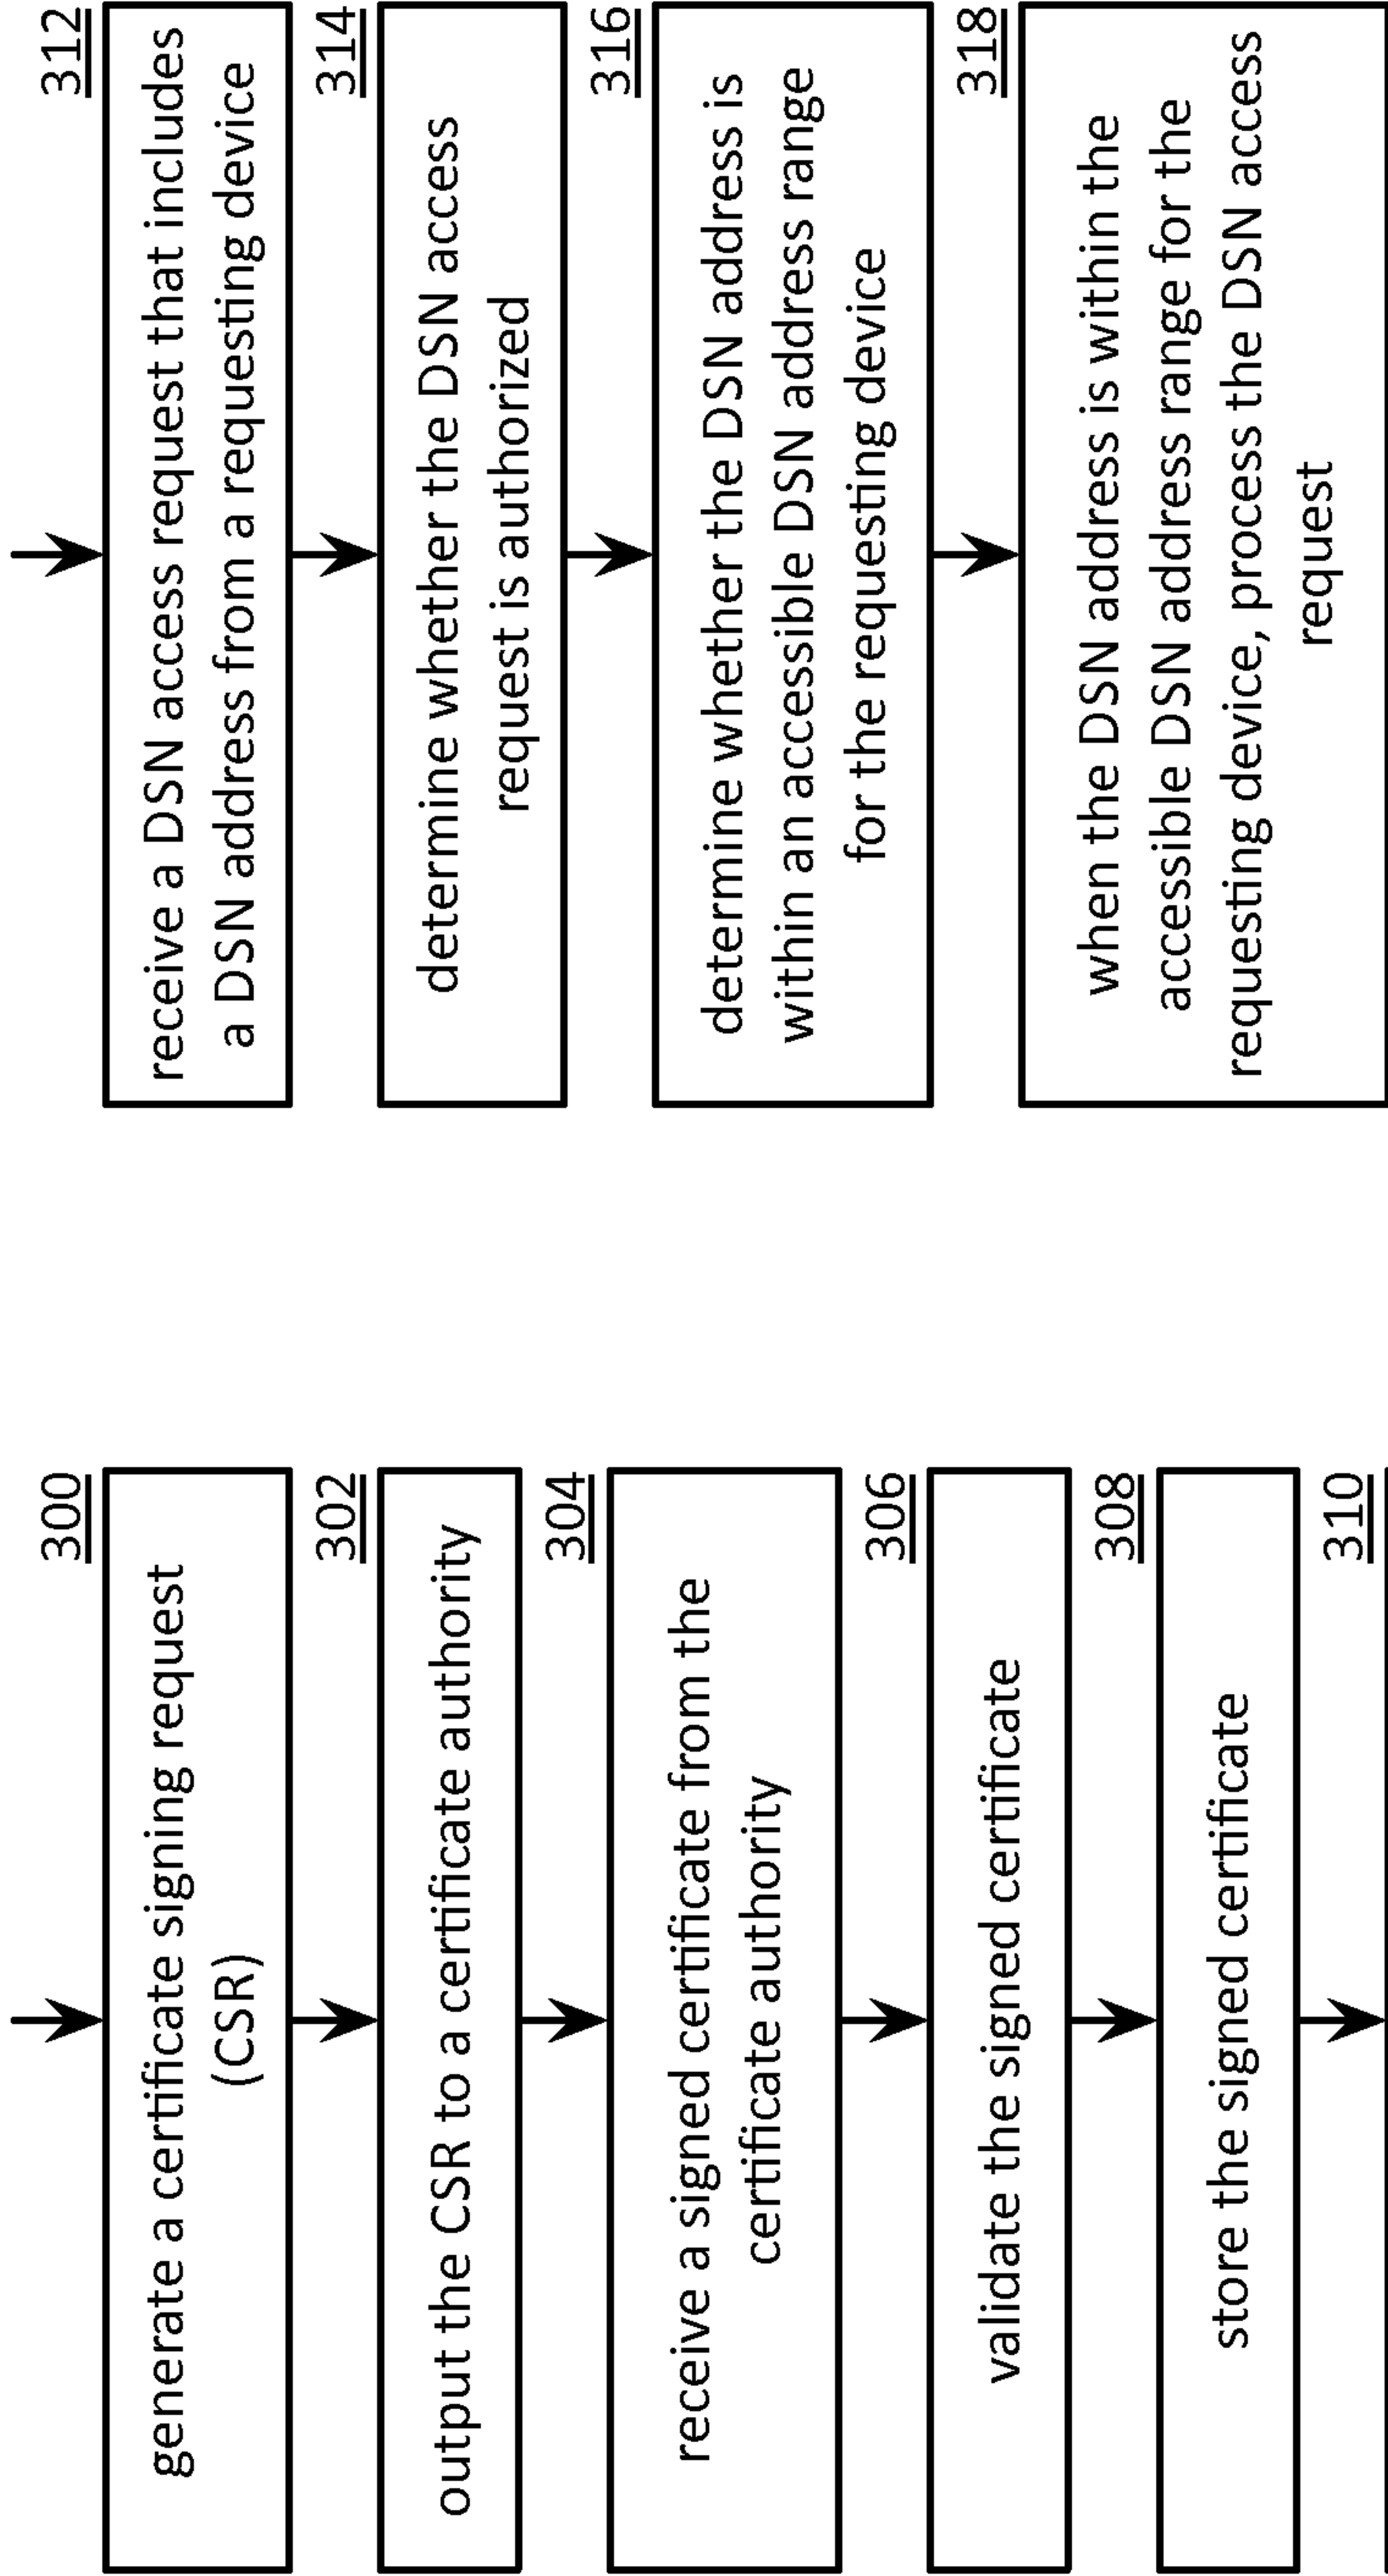 300
generate a certificate signing request
(CSR)
302
output the CSR to a certificate authority
304
receive a signed certificate from the
certificate authority
306
validate the signed certificate
308
store the signed certificate
310
312
receive a DSN access request that includes
a DSN address from a requesting device
314
determine whether the DSN access
request is authorized
316
determine whether the DSN address is
within an accessible DSN address range
for the requesting device
318
when the DSN address is within the
accessible DSN address range for the
requesting device, process the DSN access
request